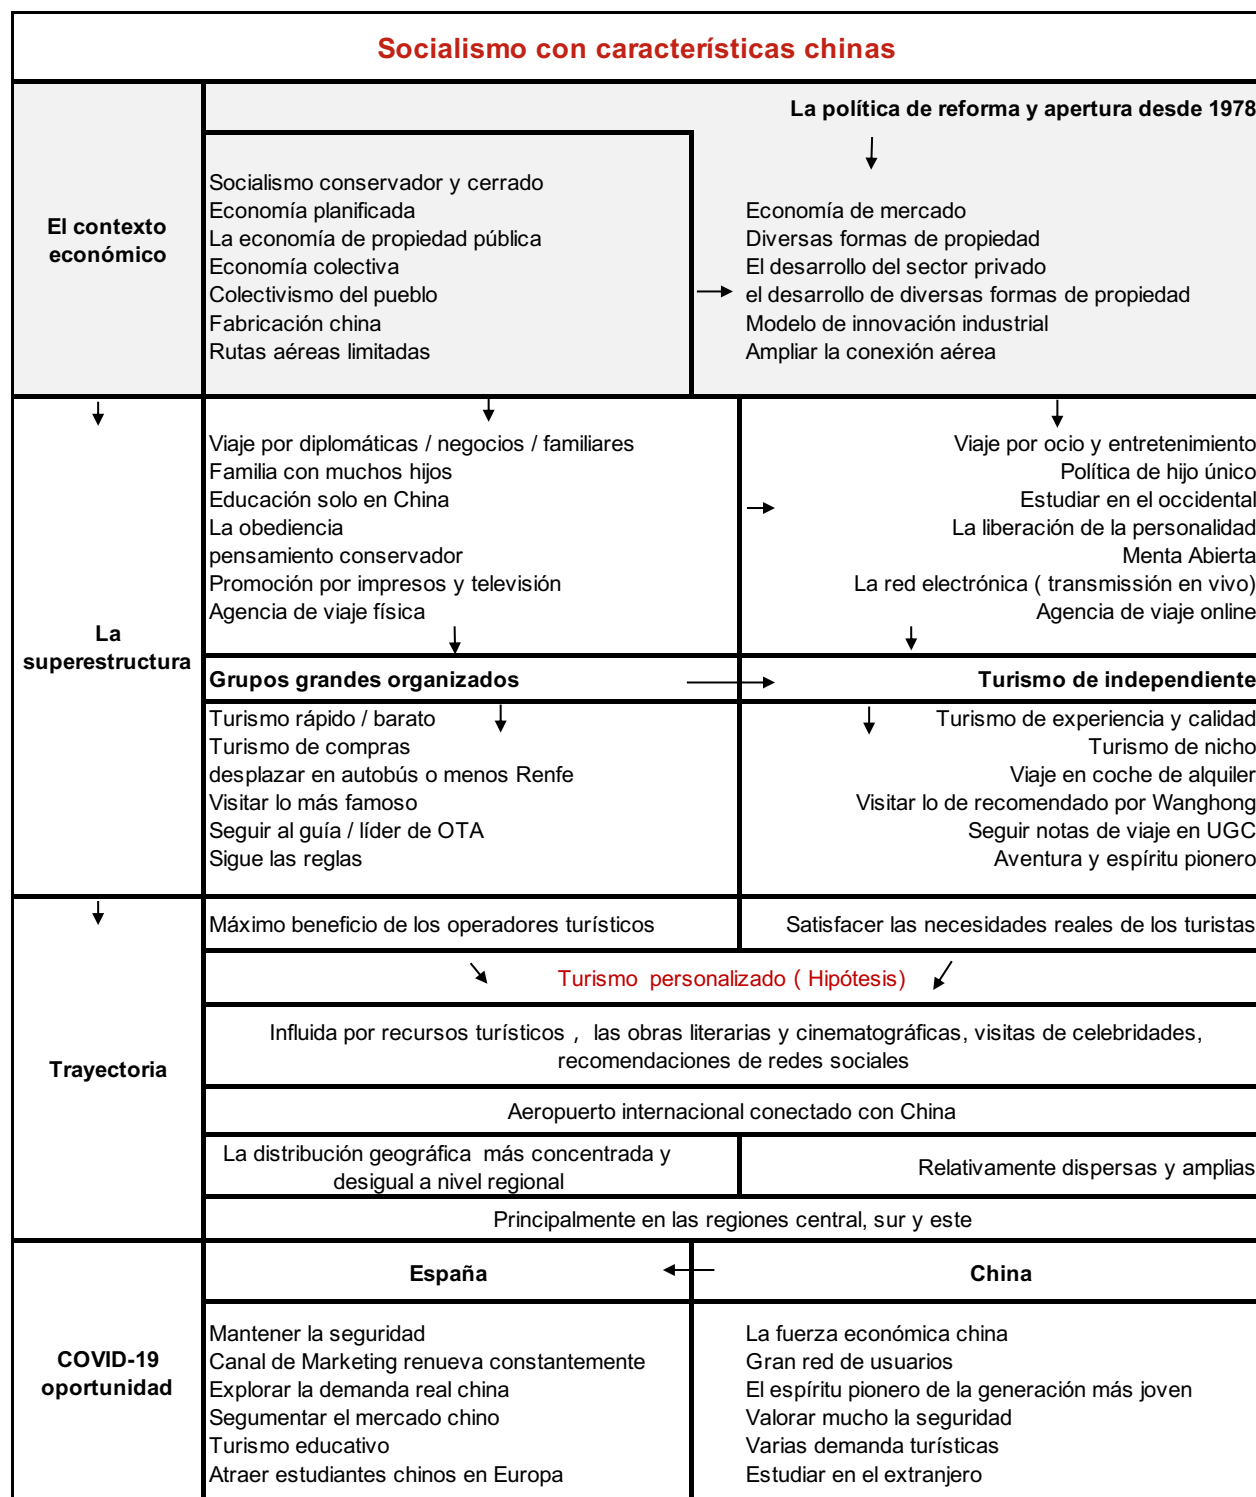 Socialismo con características chinas
La política de reforma y apertura desde 1978
El contexto
económico
Socialismo conservador y cerrado
Economía planificada
La economía de propiedad pública
Economía colectiva
Colectivismo del pueblo
Fabricación china
Rutas aéreas limitadas
Economía de mercado
Diversas formas de propiedad
El desarrollo del sector privado
el desarrollo de diversas formas de propiedad
Modelo de innovación industrial
Ampliar la conexión aérea
La
superestructura
Viaje por diplomáticas / negocios / familiares
Familia con muchos hijos
Educación solo en China
La obediencia
pensamiento conservador
Promoción por impresos y televisión
Agencia de viaje física
Viaje por ocio y entretenimiento
Política de hijo único
Estudiar en el occidental
La liberación de la personalidad
Menta Abierta
La red electrónica ( transmissión en vivo)
Agencia de viaje online
Grupos grandes organizados
Turismo de independiente
Turismo rápido / barato
Turismo de compras
desplazar en autobús o menos Renfe
Visitar lo más famoso
Seguir al guía / líder de OTA
Sigue las reglas
Turismo de experiencia y calidad
Turismo de nicho
Viaje en coche de alquiler
Visitar lo de recomendado por Wanghong
Seguir notas de viaje en UGC
Aventura y espíritu pionero
Trayectoria
Máximo beneficio de los operadores turísticos
Satisfacer las necesidades reales de los turistas
Turismo personalizado ( Hipótesis)
Influida por recursos turísticos , las obras literarias y cinematográficas, visitas de celebridades,
recomendaciones de redes sociales
Aeropuerto internacional conectado con China
La distribución geográfica más concentrada y
desigual a nivel regional
Relativamente dispersas y amplias
Principalmente en las regiones central, sur y este
COVID-19
oportunidad
España
China
Mantener la seguridad
Canal de Marketing renueva constantemente
Explorar la demanda real china
Segumentar el mercado chino
Turismo educativo
Atraer estudiantes chinos en Europa
La fuerza económica china
Gran red de usuarios
El espíritu pionero de la generación más joven
Valorar mucho la seguridad
Varias demanda turísticas
Estudiar en el extranjero